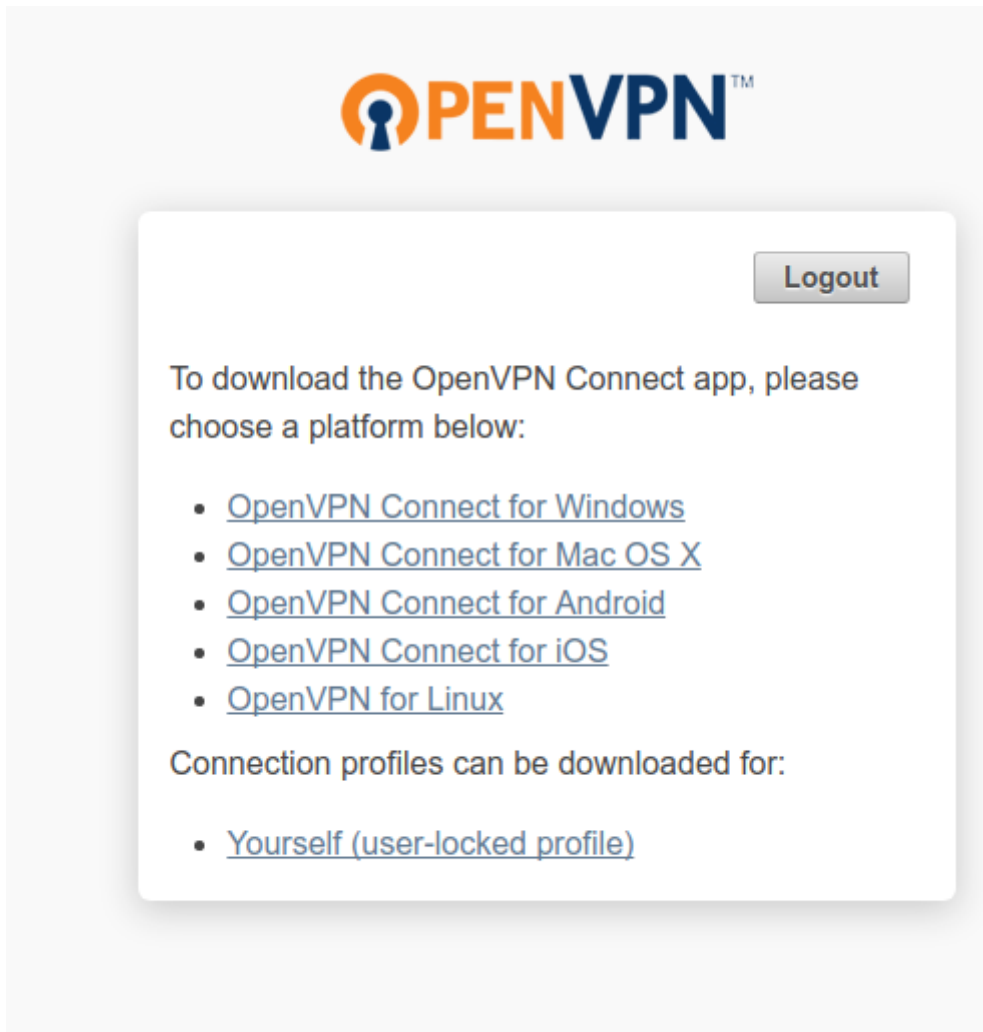 OPENVPN™
Logout
To download the OpenVPN Connect app, please
choose a platform below:
OpenVPN Connect for Windows
OpenVPN Connect for Mac OS X
OpenVPN Connect for Android
OpenVPN Connect for iOS
OpenVPN for Linux
Connection profiles can be downloaded for:
Yourself (user-locked profile)